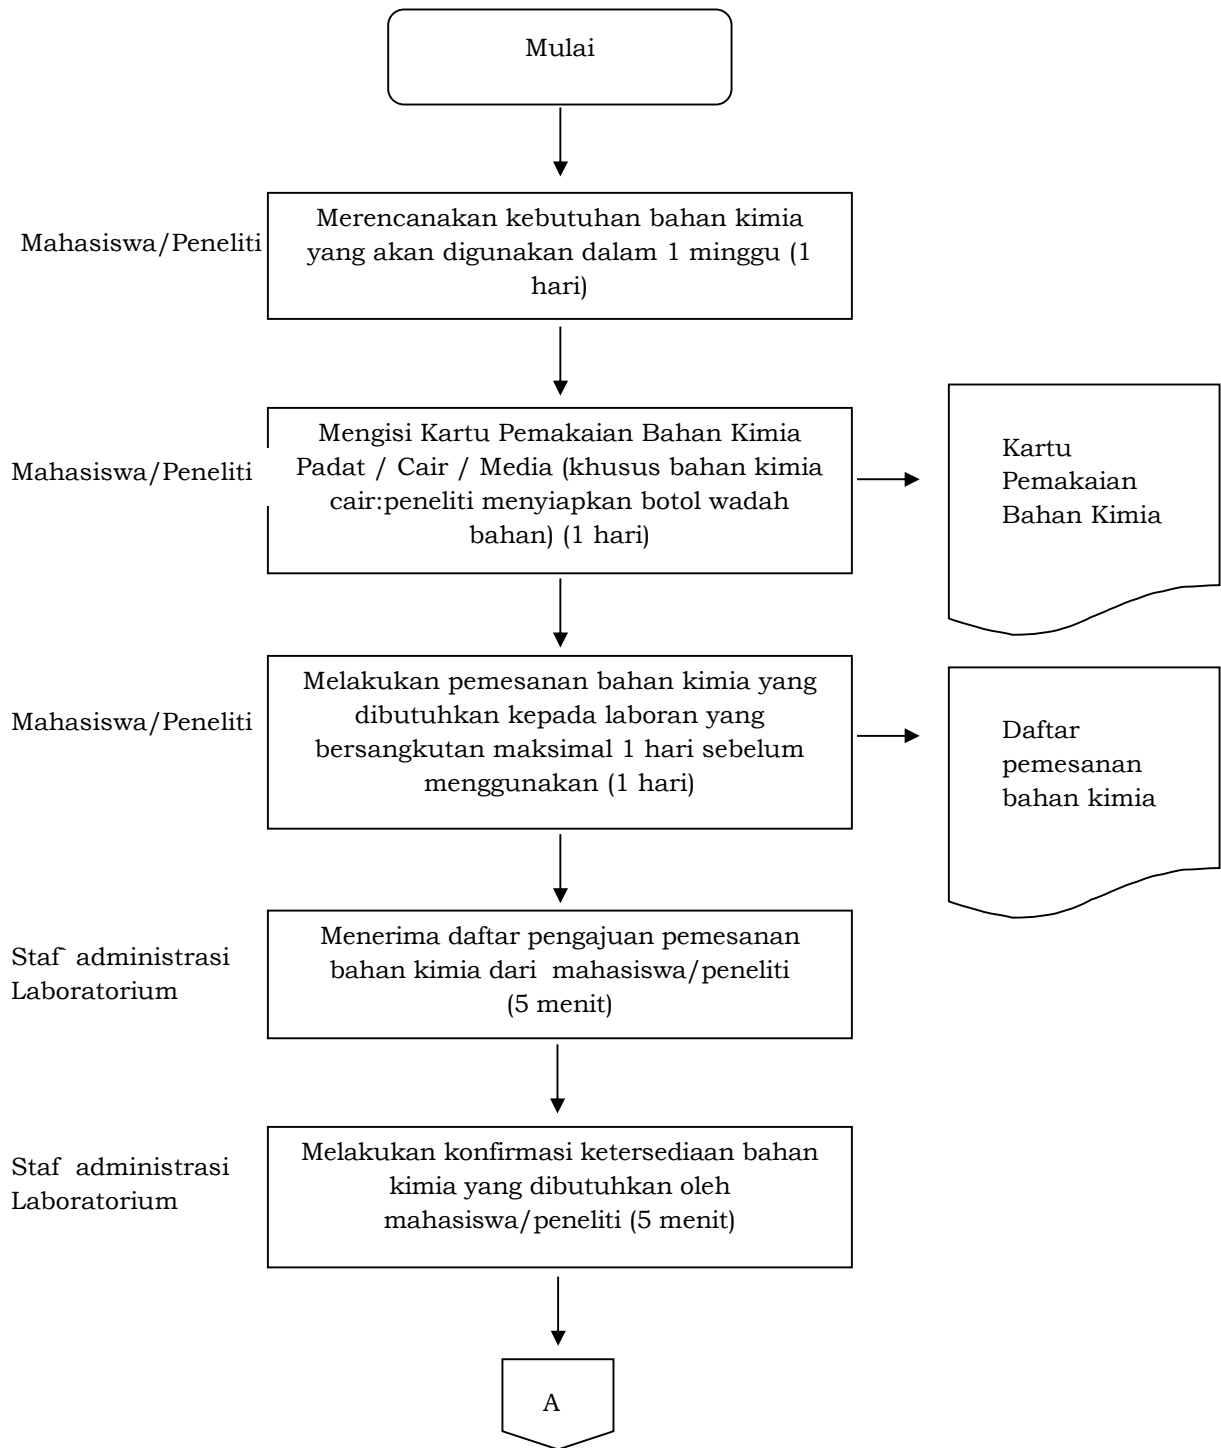 Mulai
Mahasiswa/Peneliti
Merencanakan kebutuhan bahan kimia
yang akan digunakan dalam 1 minggu (1
hari)
Mahasiswa/Peneliti
Mengisi Kartu Pemakaian Bahan Kimia
Padat / Cair / Media (khusus bahan kimia
cair:peneliti menyiapkan botol wadah
bahan) (1 hari)
Kartu
Pemakaian
Bahan Kimia
Mahasiswa/Peneliti
Melakukan pemesanan bahan kimia yang
dibutuhkan kepada laboran yang
bersangkutan maksimal 1 hari sebelum
menggunakan (1 hari)
Daftar
pemesanan
bahan kimia
Staf` administrasi
Laboratorium
Menerima daftar pengajuan pemesanan
bahan kimia dari  mahasiswa/peneliti
(5 menit)
Staf  administrasi
Laboratorium
Melakukan konfirmasi ketersediaan bahan
kimia yang dibutuhkan oleh
mahasiswa/peneliti (5 menit)
A